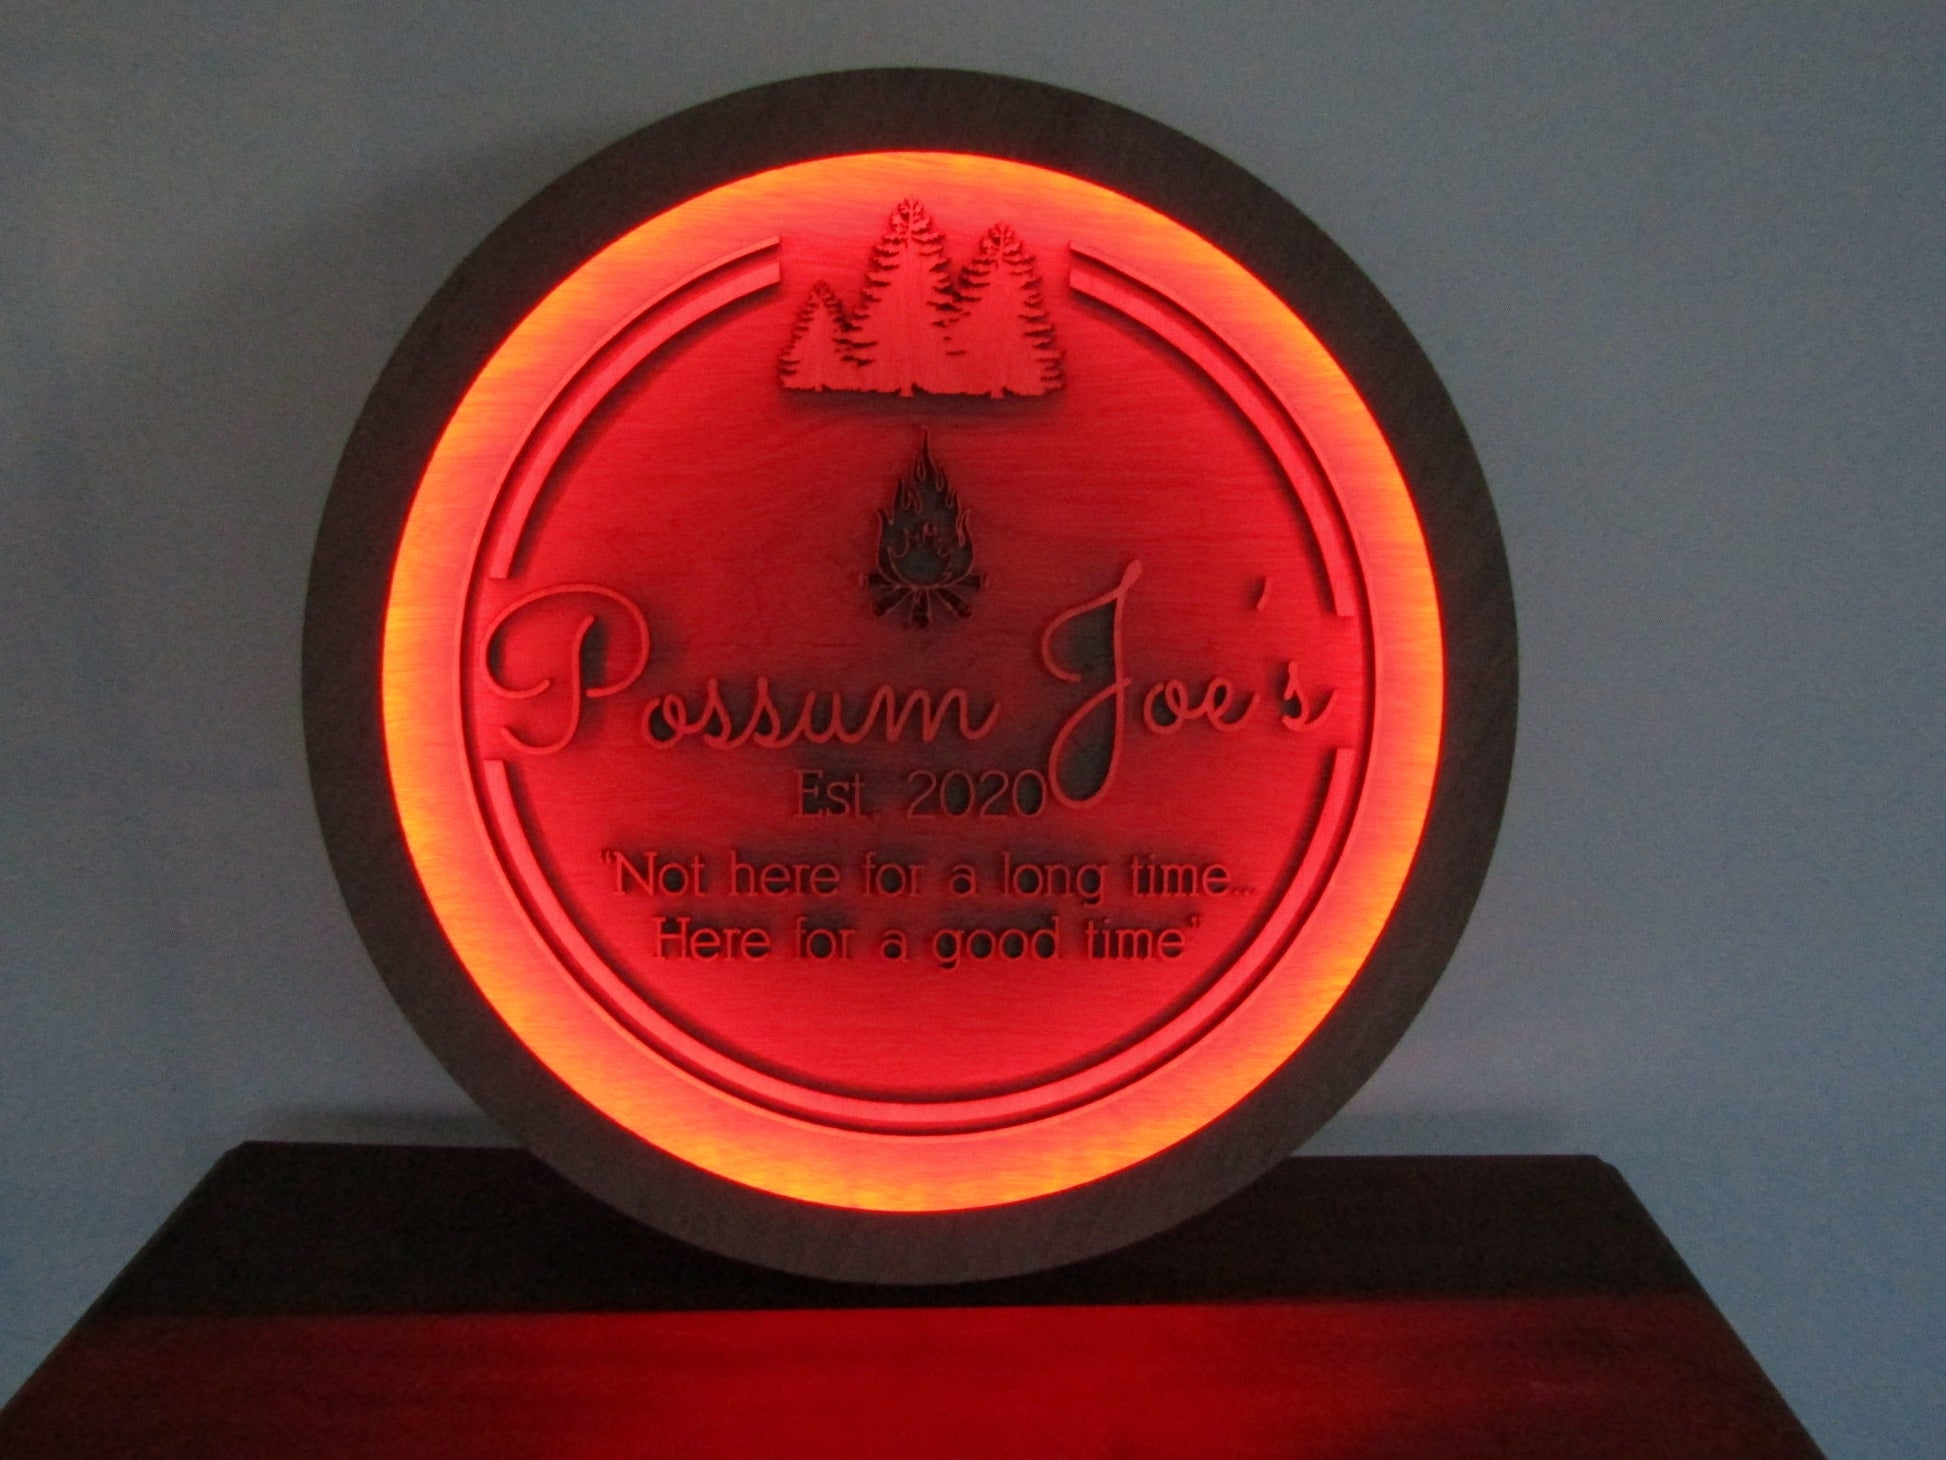 Possum Joe's
Est. 2020
"Not here for a long time...
Here for a good time"